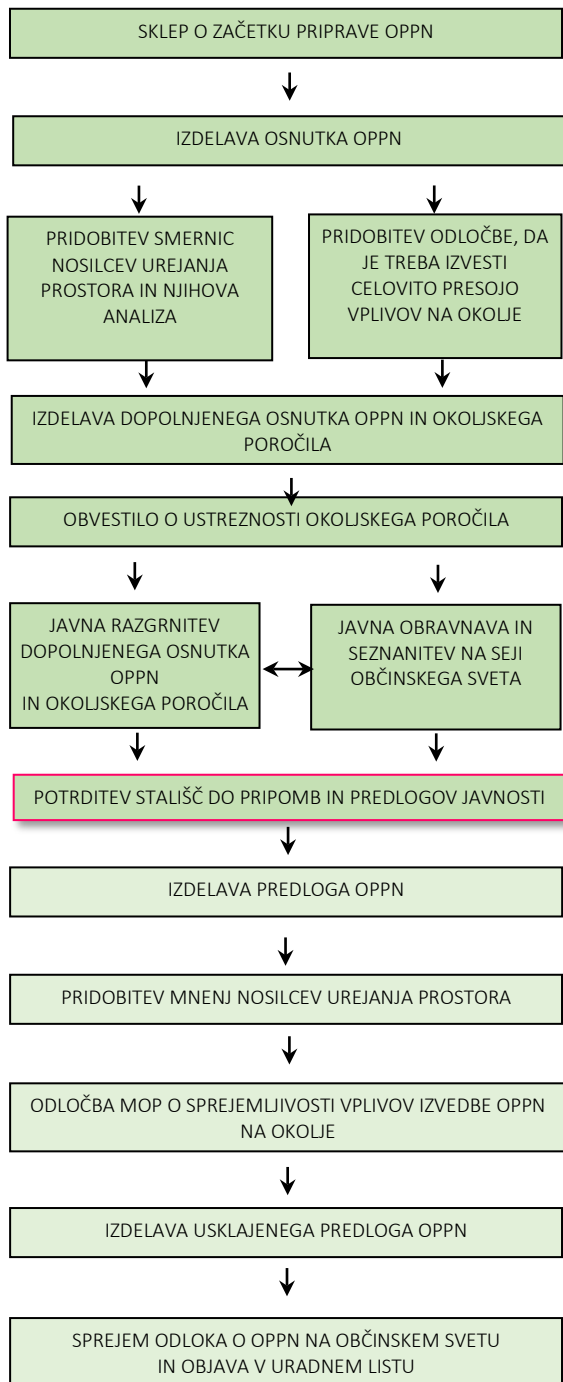 SKLEP O ZAČETKU PRIPRAVE OPPN
IZDELAVA OSNUTKA OPPN
PRIDOBITEV SMERNIC
NOSILCEV UREJANJA
PROSTORA IN NJIHOVA
ANALIZA
PRIDOBITEV ODLOČBE, DA
JE TREBA IZVESTI
CELOVITO PRESOJO
VPLIVOV NA OKOLJE
IZDELAVA DOPOLNJENEGA OSNUTKA OPPN IN OKOLJSKEGA
POROČILA
OBVESTILO O USTREZNOSTI OKOLJSKEGA POROČILA
JAVNA RAZGRNITEV
DOPOLNJENEGA OSNUTKA
OPPN
IN OKOLJSKEGA POROČILA
JAVNA OBRAVNAVA IN
SEZNANITEV NA SEJI
OBČINSKEGA SVETA
POTRDITEV STALIŠČ DO PRIPOMB IN PREDLOGOV JAVNOSTI
IZDELAVA PREDLOGA OPPN
PRIDOBITEV MNENJ NOSILCEV UREJANJA PROSTORA
ODLOČBA MOP O SPREJEMLJIVOSTI VPLIVOV IZVEDBE OPPN
NA OKOLJE
IZDELAVA USKLAJENEGA PREDLOGA OPPN
SPREJEM ODLOKA O OPPN NA OBČINSKEM SVETU
IN OBJAVA V URADNEM LISTU